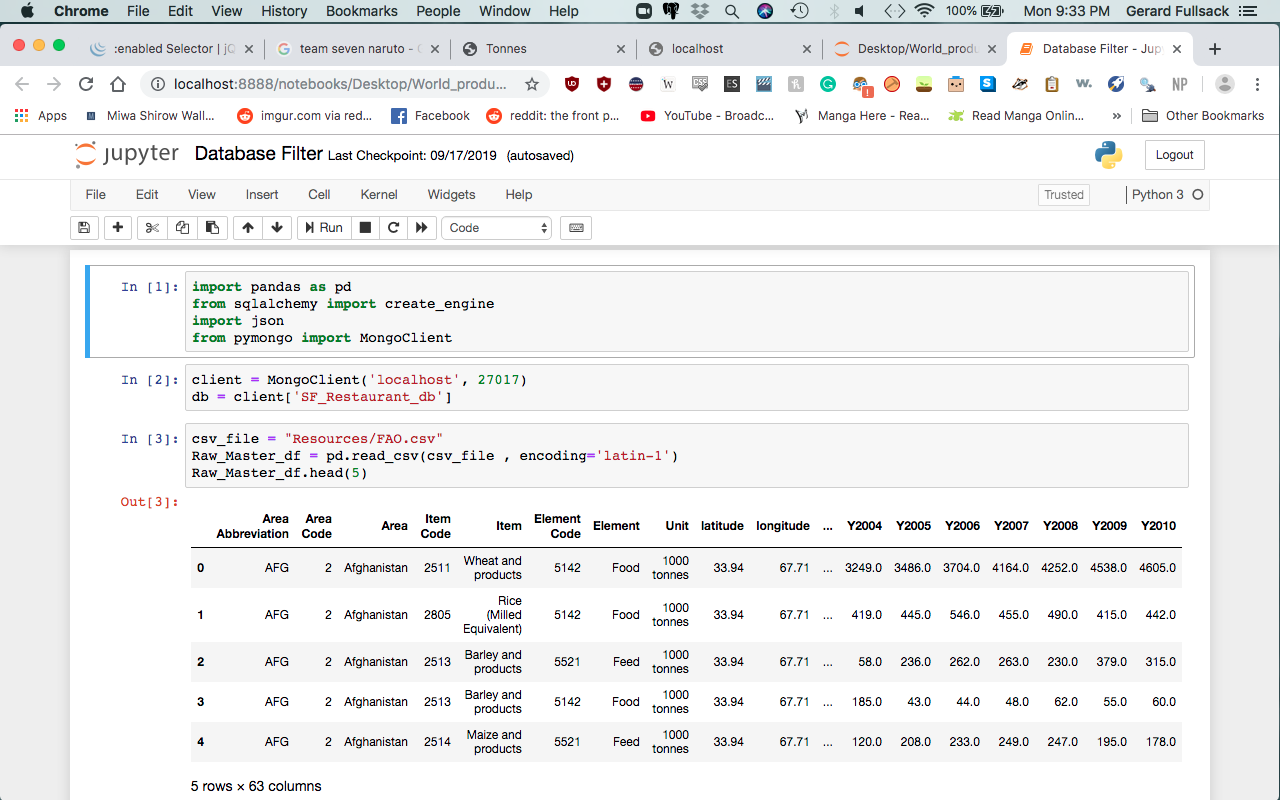 Chrome File Edit View History Bookmarks People Window Help 100% Mon 9:33 PM Gerard Fullsack
:enabled Selector | jQ team seven naruto - Tonnes localhost Desktop/World_produ Database Filter - Jup
localhost:8888/notebooks/Desktop/World_produ...
Apps Miwa Shirow Wall... imgur.com via red... Facebook reddit: the front p... YouTube - Broadc... Manga Here - Rea... Read Manga Onlin... » Other Bookmarks
jupyter Database Filter Last Checkpoint: 09/17/2019 (autosaved) Logout
File Edit View Insert Cell Kernel Widgets Help Trusted Python 3
Run Code
In [1]: import pandas as pd
from sqlalchemy import create_engine
import json
from pymongo import MongoClient
In [2]: client = MongoClient('localhost', 27017)
db = client['SF_Restaurant_db']
In [3]: csv_file = "Resources/FAO.csv"
Raw_Master_df = pd.read_csv(csv_file , encoding='latin-1')
Raw_Master_df.head(5)
Out[3]:
Area Abbreviation Area Code Area Item Code Item Element Code Element Unit latitude longitude ... Y2004 Y2005 Y2006 Y2007 Y2008 Y2009 Y2010
0 AFG 2 Afghanistan 2511 Wheat and products 5142 Food 1000 tonnes 33.94 67.71 ... 3249.0 3486.0 3704.0 4164.0 4252.0 4538.0 4605.0
1 AFG 2 Afghanistan 2805 Rice (Milled Equivalent) 5142 Food 1000 tonnes 33.94 67.71 ... 419.0 445.0 546.0 455.0 490.0 415.0 442.0
2 AFG 2 Afghanistan 2513 Barley and products 5521 Feed 1000 tonnes 33.94 67.71 ... 58.0 236.0 262.0 263.0 230.0 379.0 315.0
3 AFG 2 Afghanistan 2513 Barley and products 5142 Food 1000 tonnes 33.94 67.71 ... 185.0 43.0 44.0 48.0 62.0 55.0 60.0
4 AFG 2 Afghanistan 2514 Maize and products 5521 Feed 1000 tonnes 33.94 67.71 ... 120.0 208.0 233.0 249.0 247.0 195.0 178.0
5 rows × 63 columns